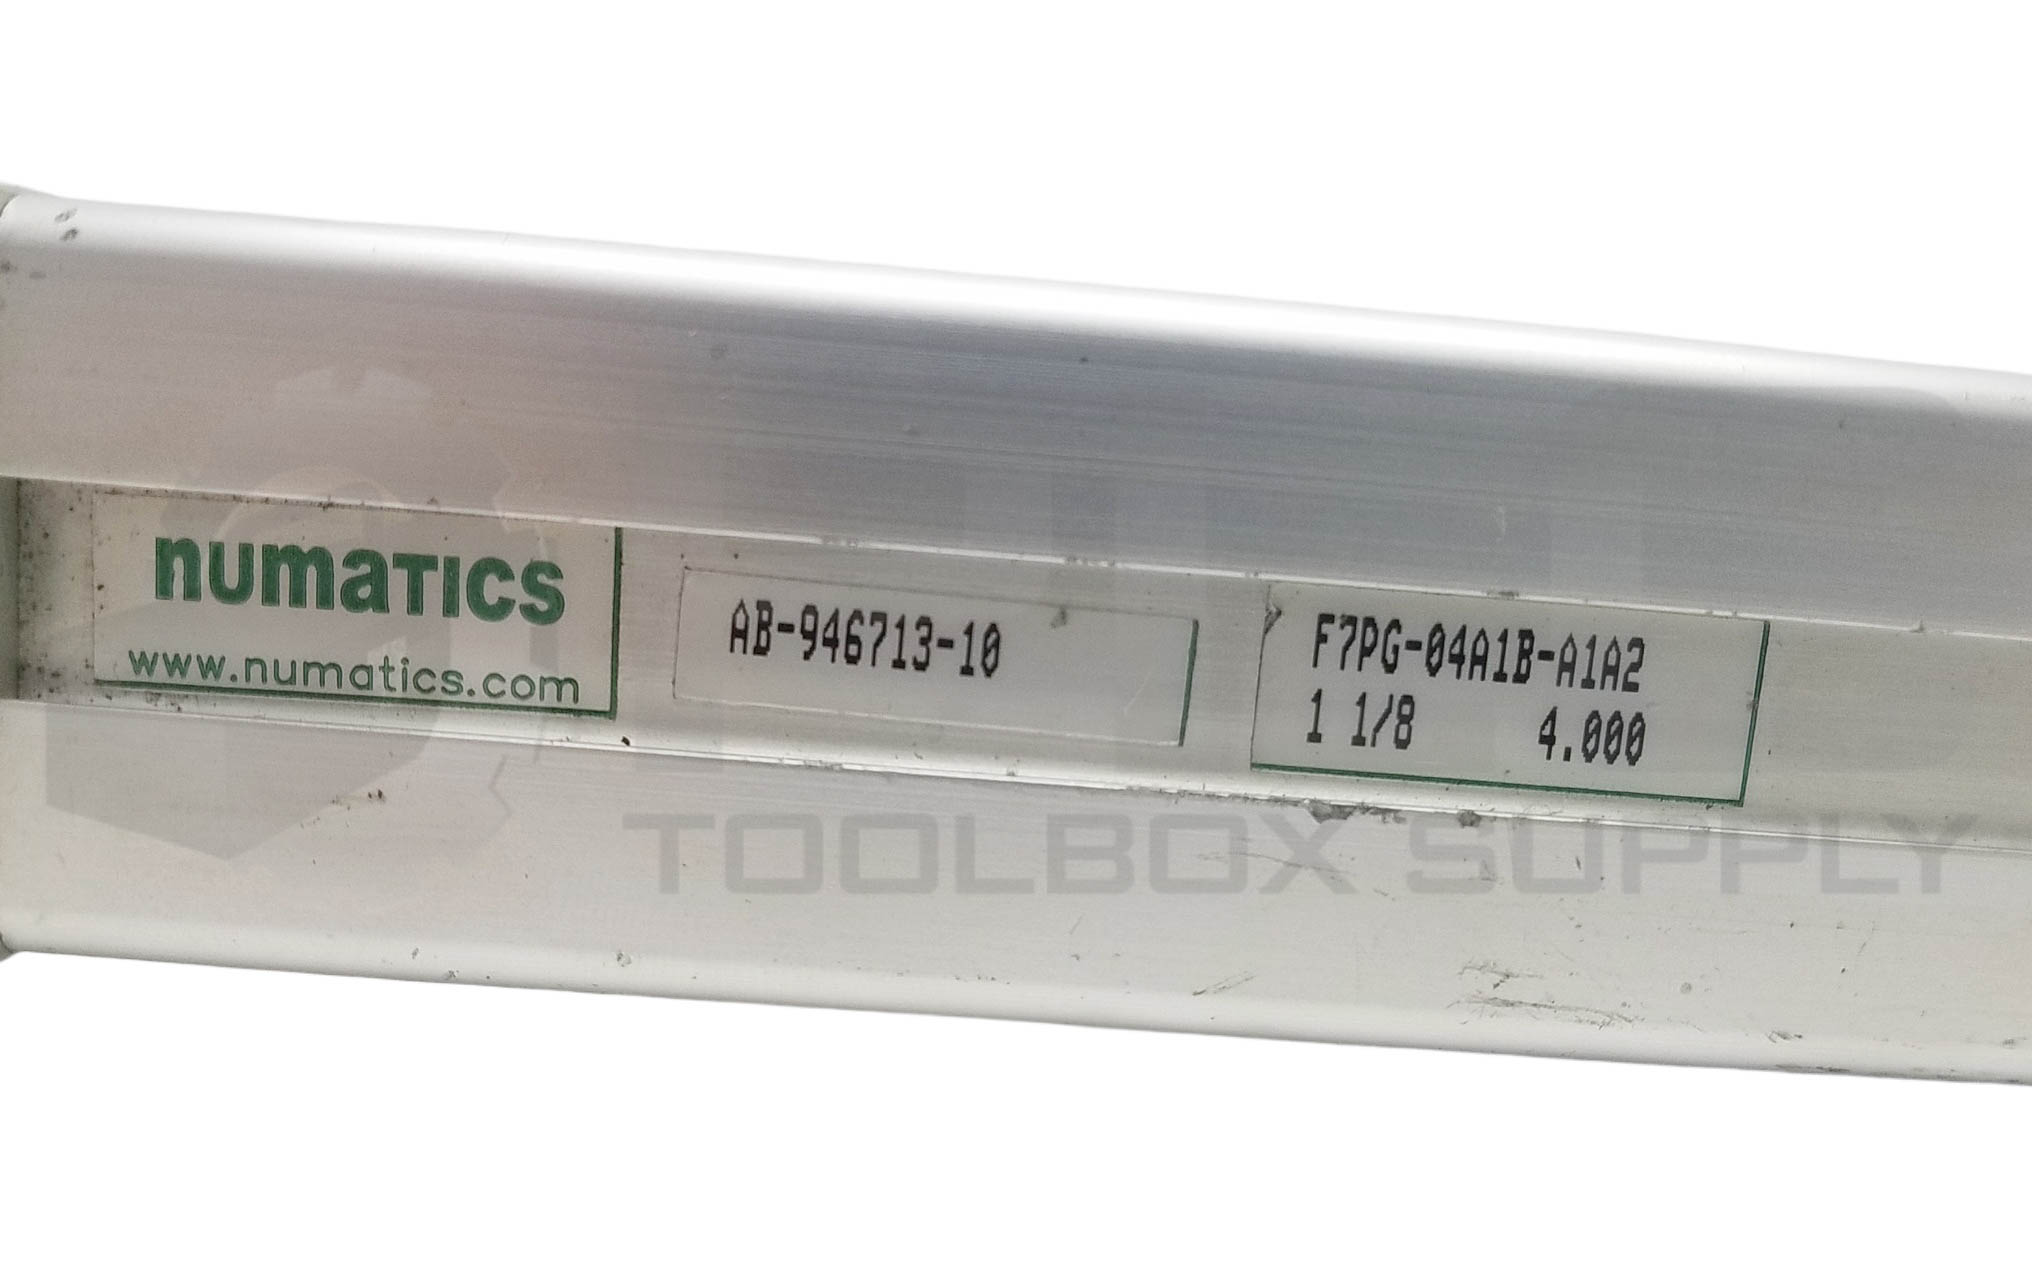 numatics
www.numatics.com
AB-946713-10
F7PG-04A1B-A1A2
1 1/8 4.000
TOOLBOX SUPPLY